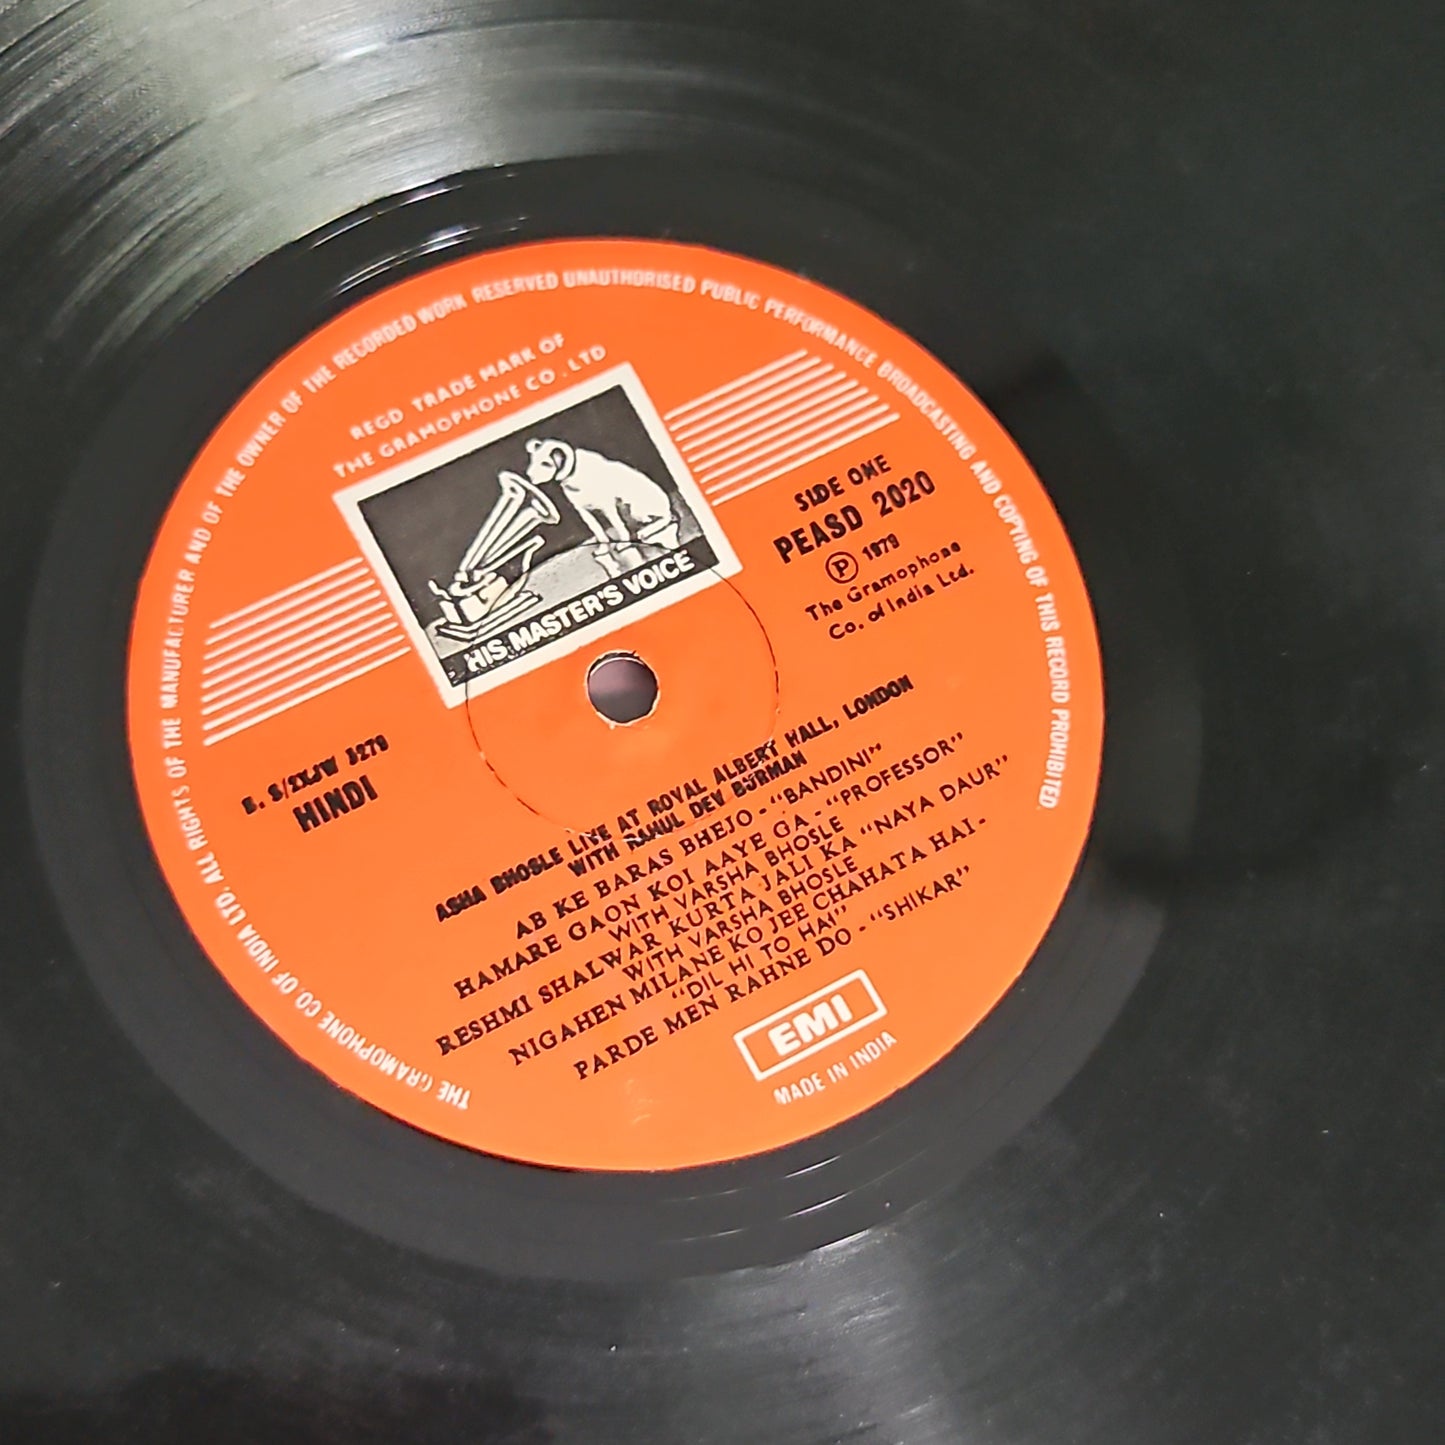 THE GRAMOPHONE CO. OF INDIA LTD. ALL RIGHTS OF THE MANUFACTURER AND OF THE OWNER OF THE RECORDED WORK RESERVED UNAUTHORISED PUBLIC PERFORMANCE BROADCASTING AND COPYING OF THIS RECORD PROHIBITED
REGD TRADE MARK OF
THE GRAMOPHONE CO. LTD
HIS MASTER'S VOICE
SIDE ONE
PEASD 2020
Ⓟ 1979
The Gramophone
Co. of India Ltd.
HINDI
ASHA BHOSLE LIVE AT ROYAL ALBERT HALL, LONDON
WITH RAHUL DEV BURMAN
AB KE BARAS BHEJO - "BANDINI"
HAMARE GAON KOI AAYE GA - "PROFESSOR"
WITH VARSHA BHOSLE
RESHMI SHALWAR KURTA JALI KA "NAYA DAUR"
WITH VARSHA BHOSLE
NIGAHEN MILANE KO JEE CHAHATA HAI -
"DIL HI TO HAI"
PARDE MEN RAHNE DO - "SHIKAR"
EMI
MADE IN INDIA